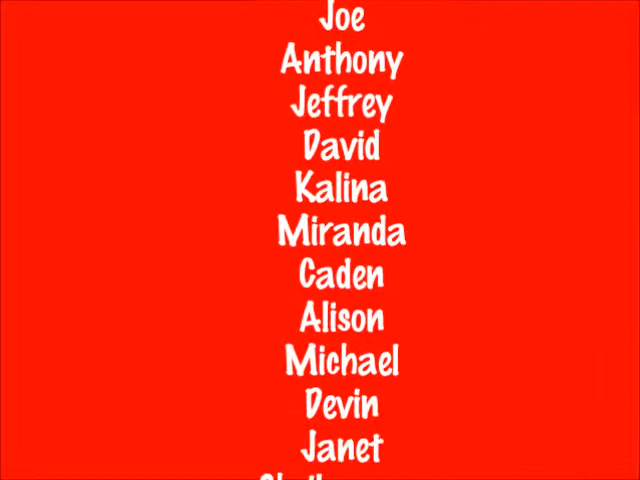 Joe
Anthony
Jeffrey
David
Kalina
Miranda
Caden
Alison
Michael
Devin
Janet